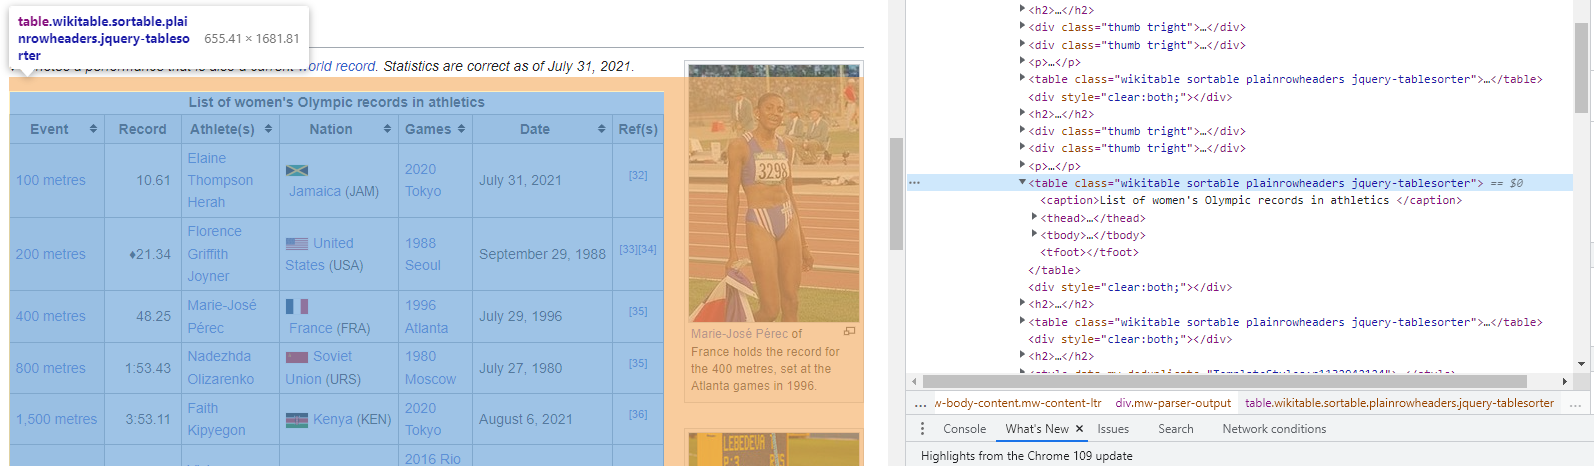 table.wikitable.sortable.plai
nrowheaders.jquery-tableso
rter
655.41 × 1681.81
world record. Statistics are correct as of July 31, 2021.
List of women's Olympic records in athletics
Event Record Athlete(s) Nation Games Date Ref(s)
100 metres 10.61 Elaine Thompson Herah Jamaica (JAM) 2020 Tokyo July 31, 2021 [32]
200 metres ♦21.34 Florence Griffith Joyner United States (USA) 1988 Seoul September 29, 1988 [33][34]
400 metres 48.25 Marie-José Pérec France (FRA) 1996 Atlanta July 29, 1996 [35]
800 metres 1:53.43 Nadezhda Olizarenko Soviet Union (URS) 1980 Moscow July 27, 1980 [35]
1,500 metres 3:53.11 Faith Kipyegon Kenya (KEN) 2020 Tokyo August 6, 2021 [36]
2016 Rio
3298
Marie-José Pérec of
France holds the record for
the 400 metres, set at the
Atlanta games in 1996.
LEBEDEVA
<h2>…</h2>
<div class="thumb tright">…</div>
<div class="thumb tright">…</div>
<p>…</p>
<table class="wikitable sortable plainrowheaders jquery-tablesorter">…</table>
<div style="clear:both;"></div>
<h2>…</h2>
<div class="thumb tright">…</div>
<div class="thumb tright">…</div>
<p>…</p>
<table class="wikitable sortable plainrowheaders jquery-tablesorter"> == $0
<caption>List of women's Olympic records in athletics </caption>
<thead>…</thead>
<tbody>…</tbody>
<tfoot></tfoot>
</table>
<div style="clear:both;"></div>
<h2>…</h2>
<table class="wikitable sortable plainrowheaders jquery-tablesorter">…</table>
<div style="clear:both;"></div>
<h2>…</h2>
… v-body-content.mw-content-ltr div.mw-parser-output table.wikitable.sortable.plainrowheaders.jquery-tablesorter …
Console What's New × Issues Search Network conditions
Highlights from the Chrome 109 update